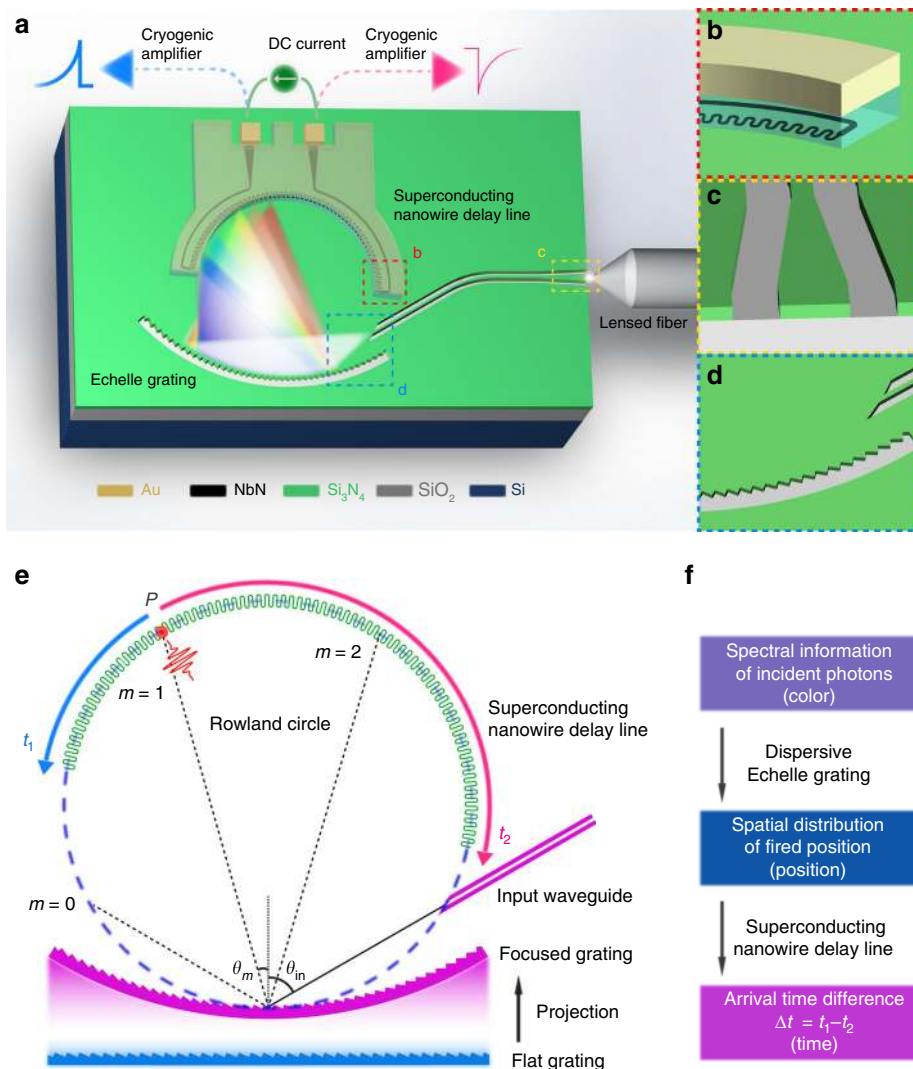 a
Cryogenic
amplifier
DC current
Cryogenic
amplifier
Superconducting
nanowire delay line
b
c
Lensed fiber
Echelle grating
d
Au
NbN
Si₃N₄
SiO₂
Si
b
c
d
e
P
m = 1
m = 2
Rowland circle
Superconducting
nanowire delay line
t₁
t₂
m = 0
Input waveguide
θₘ
θ_in
Focused grating
Projection
Flat grating
f
Spectral information
of incident photons
(color)
Dispersive
Echelle grating
Spatial distribution
of fired position
(position)
Superconducting
nanowire delay line
Arrival time difference
Δt = t₁–t₂
(time)